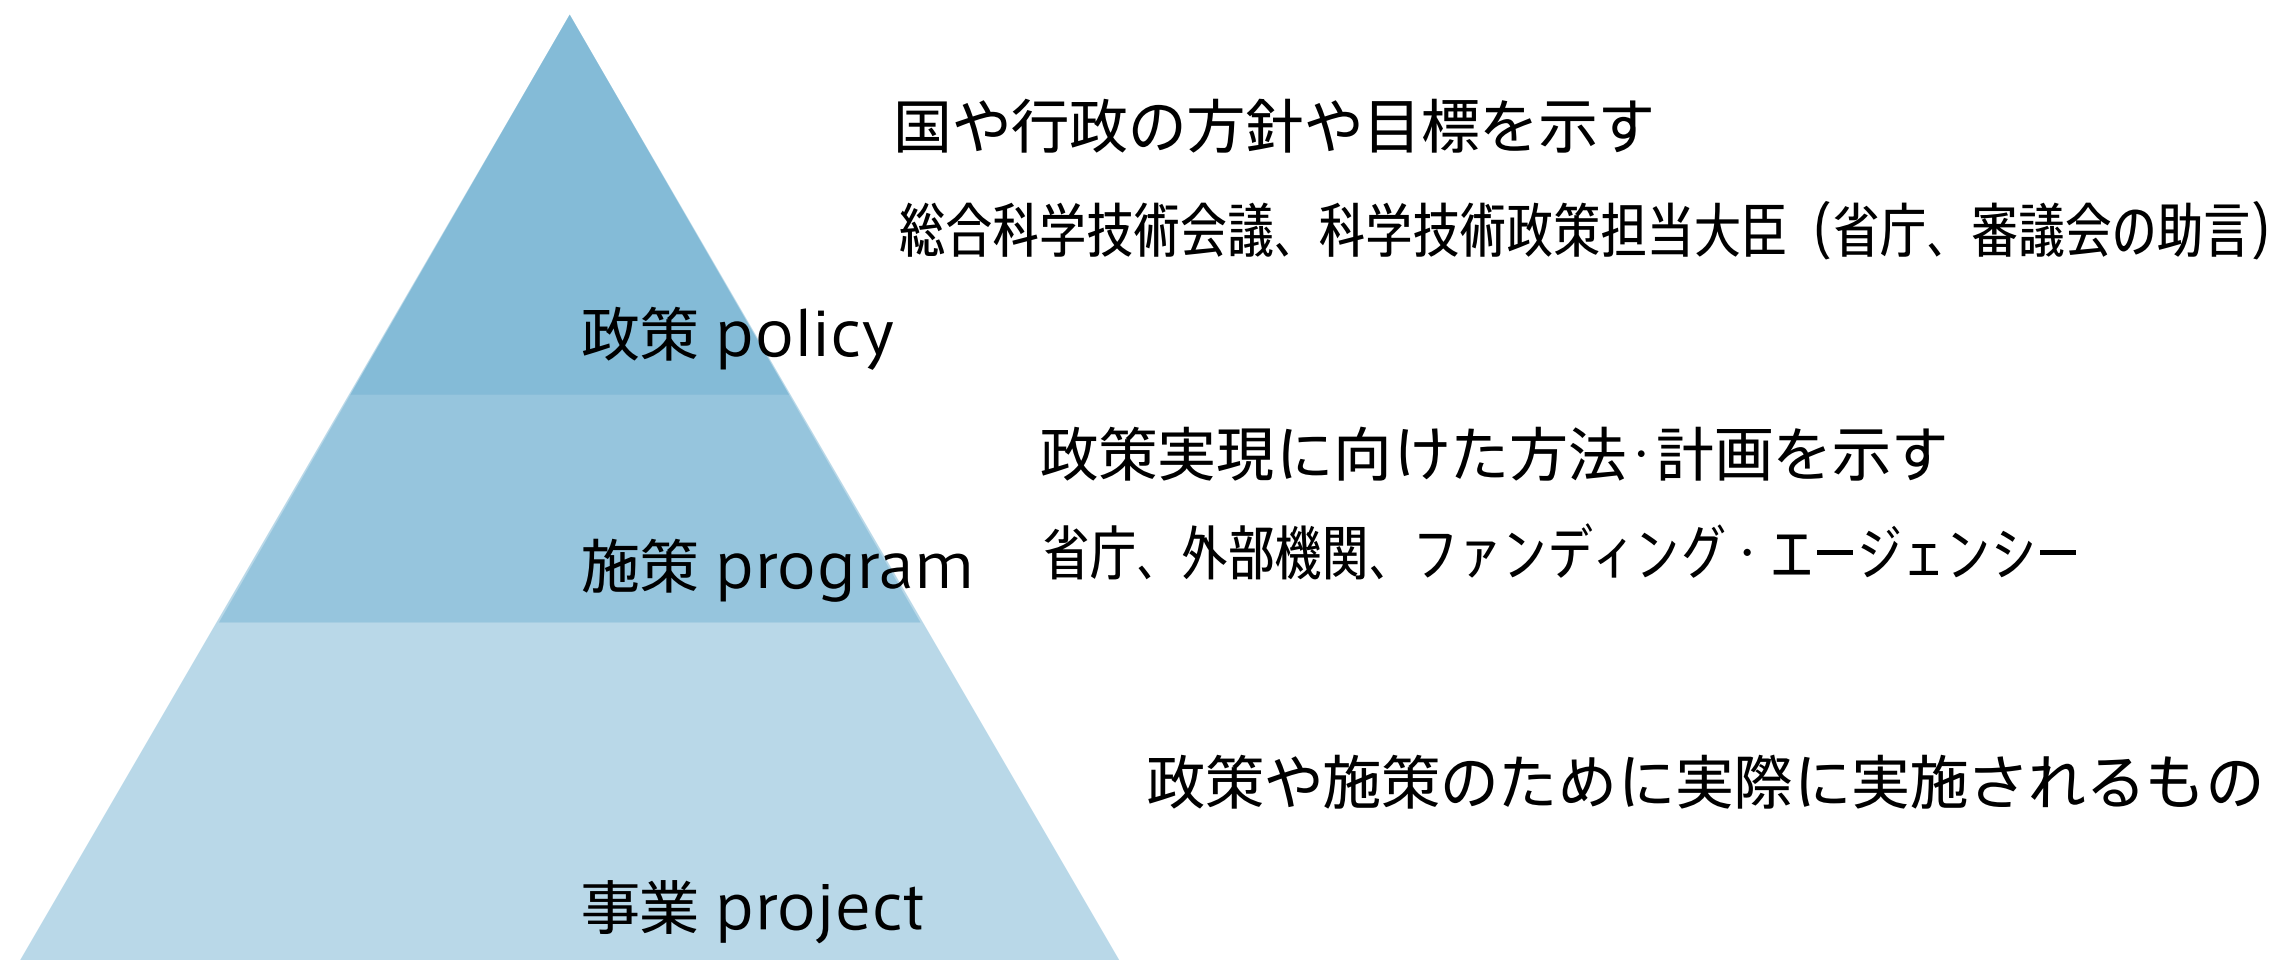 国や行政の方針や目標を示す
総合科学技術会議、科学技術政策担当大臣（省庁、審議会の助言）
政策 policy
政策実現に向けた方法･計画を示す
省庁、外部機関、ファンディング・エージェンシー
施策 program
政策や施策のために実際に実施されるもの
事業 project